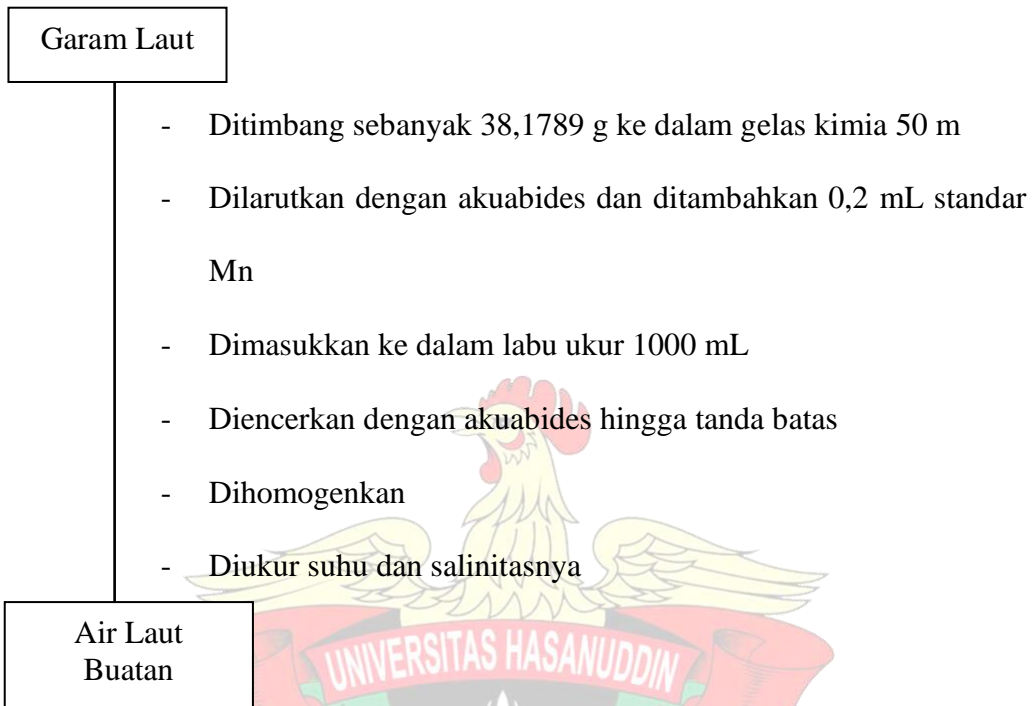 Garam Laut
- Ditimbang sebanyak 38,1789 g ke dalam gelas kimia 50 m
- Dilarutkan dengan akuabides dan ditambahkan 0,2 mL standar
Mn
- Dimasukkan ke dalam labu ukur 1000 mL
- Diencerkan dengan akuabides hingga tanda batas
- Dihomogenkan
- Diukur suhu dan salinitasnya
Air Laut
Buatan
UNIVERSITAS HASANUDDIN